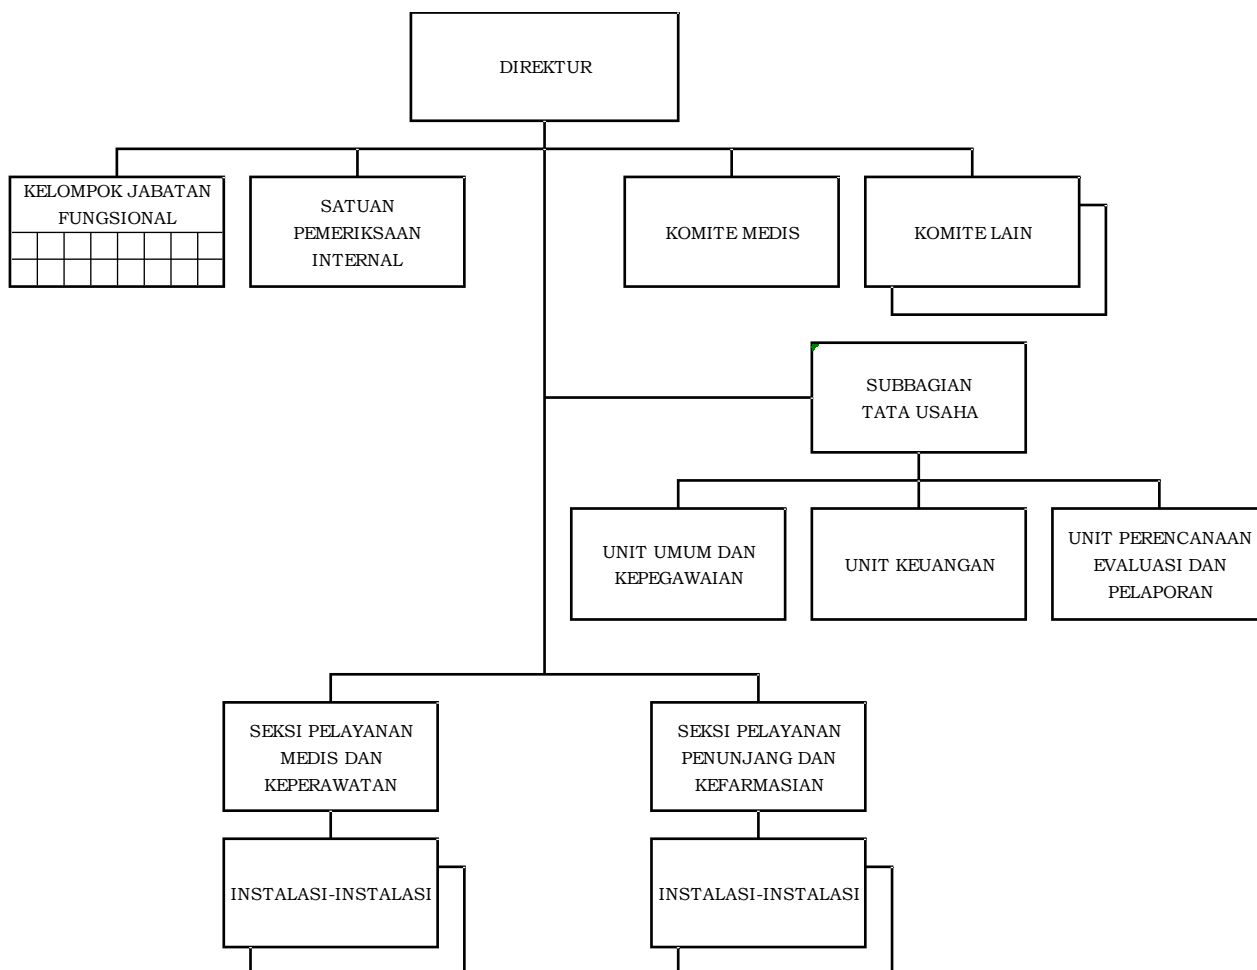 DIREKTUR
KELOMPOK JABATAN
FUNGSIONAL
SATUAN
PEMERIKSAAN
INTERNAL
KOMITE MEDIS
KOMITE LAIN
SUBBAGIAN
TATA USAHA
UNIT UMUM DAN
KEPEGAWAIAN
UNIT KEUANGAN
UNIT PERENCANAAN
EVALUASI DAN
PELAPORAN
SEKSI PELAYANAN
MEDIS DAN
KEPERAWATAN
SEKSI PELAYANAN
PENUNJANG DAN
KEFARMASIAN
INSTALASI-INSTALASI
INSTALASI-INSTALASI